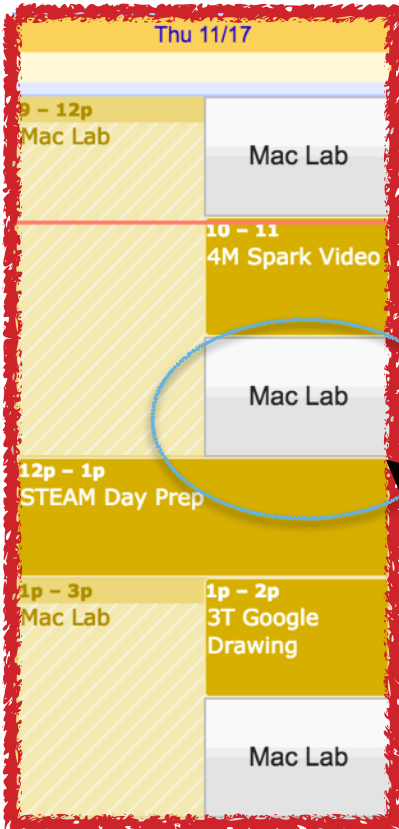 Thu 11/17
9 – 12p
Mac Lab
Mac Lab
10 – 11
4M Spark Video
Mac Lab
12p – 1p
STEAM Day Prep
1p – 3p
Mac Lab
1p – 2p
3T Google
Drawing
Mac Lab